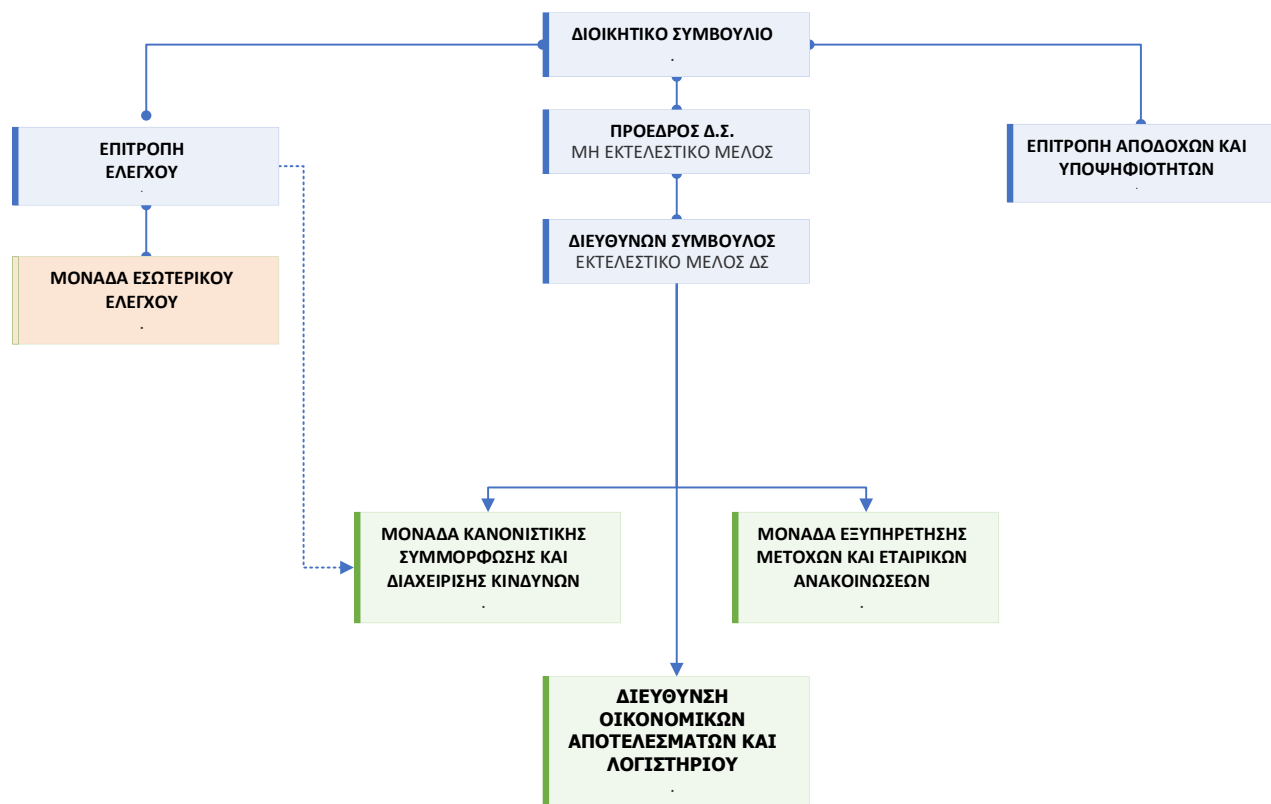 ΔΙΟΙΚΗΤΙΚΟ ΣΥΜΒΟΥΛΙΟ
.
ΠΡΟΕΔΡΟΣ Δ.Σ.
ΜΗ ΕΚΤΕΛΕΣΤΙΚΟ ΜΕΛΟΣ
ΕΠΙΤΡΟΠΗ
ΕΛΕΓΧΟΥ
.
ΕΠΙΤΡΟΠΗ ΑΠΟΔΟΧΩΝ ΚΑΙ
ΥΠΟΨΗΦΙΟΤΗΤΩΝ
.
ΔΙΕΥΘΥΝΩΝ ΣΥΜΒΟΥΛΟΣ
ΕΚΤΕΛΕΣΤΙΚΟ ΜΕΛΟΣ ΔΣ
ΜΟΝΑΔΑ ΕΣΩΤΕΡΙΚΟΥ
ΕΛΕΓΧΟΥ
.
ΜΟΝΑΔΑ ΚΑΝΟΝΙΣΤΙΚΗΣ
ΣΥΜΜΟΡΦΩΣΗΣ ΚΑΙ
ΔΙΑΧΕΙΡΙΣΗΣ ΚΙΝΔΥΝΩΝ
.
ΜΟΝΑΔΑ ΕΞΥΠΗΡΕΤΗΣΗΣ
ΜΕΤΟΧΩΝ ΚΑΙ ΕΤΑΙΡΙΚΩΝ
ΑΝΑΚΟΙΝΩΣΕΩΝ
.
ΔΙΕΥΘΥΝΣΗ
ΟΙΚΟΝΟΜΙΚΩΝ
ΑΠΟΤΕΛΕΣΜΑΤΩΝ ΚΑΙ
ΛΟΓΙΣΤΗΡΙΟΥ
.